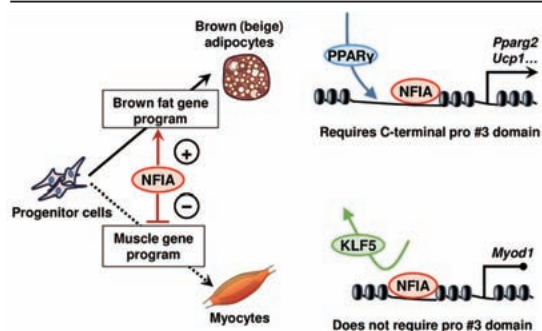 Brown (beige)
adipocytes
Brown fat gene
program
+
NFIA
−
Progenitor cells
Muscle gene
program
Myocytes
PPARγ
NFIA
Pparg2
Ucp1...
Requires C-terminal pro #3 domain
KLF5
NFIA
Myod1
Does not require pro #3 domain